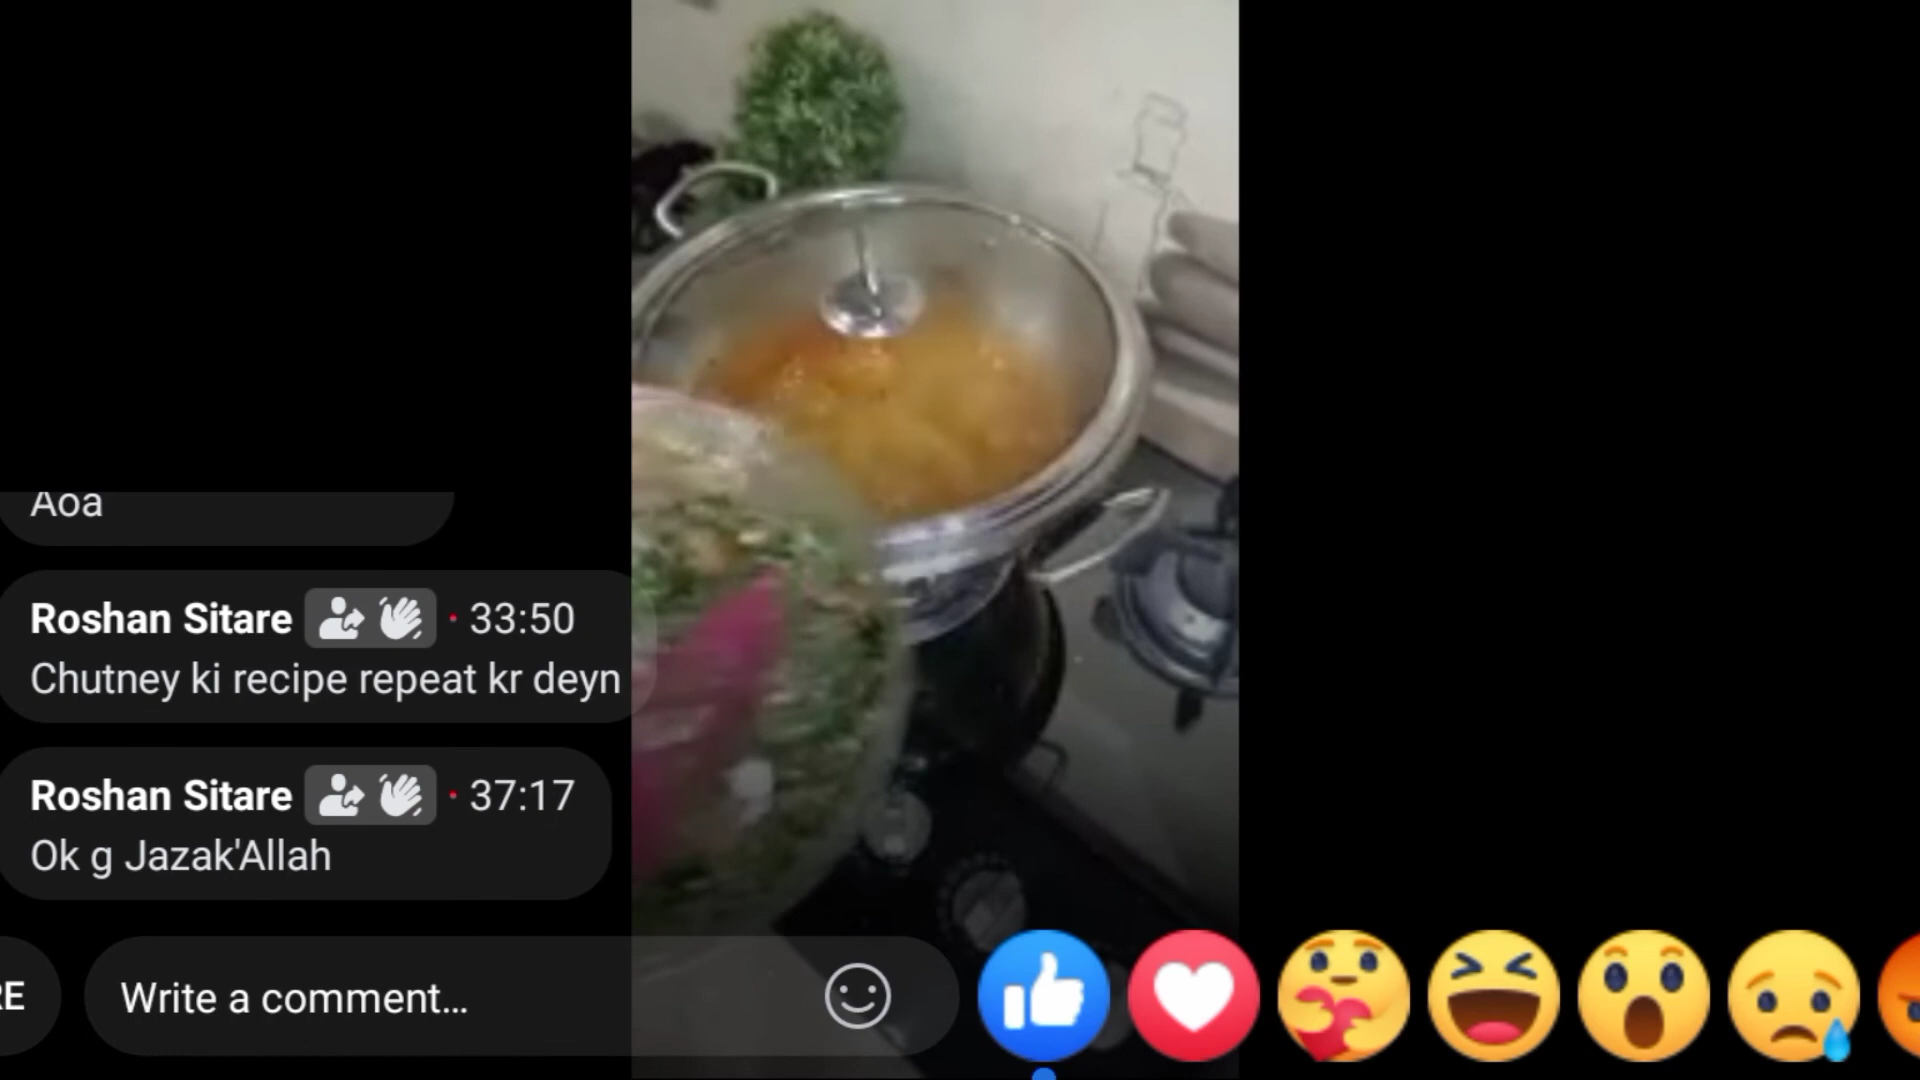 Aoa
Roshan Sitare · 33:50
Chutney ki recipe repeat kr deyn
Roshan Sitare · 37:17
Ok g Jazak'Allah
RE
Write a comment...